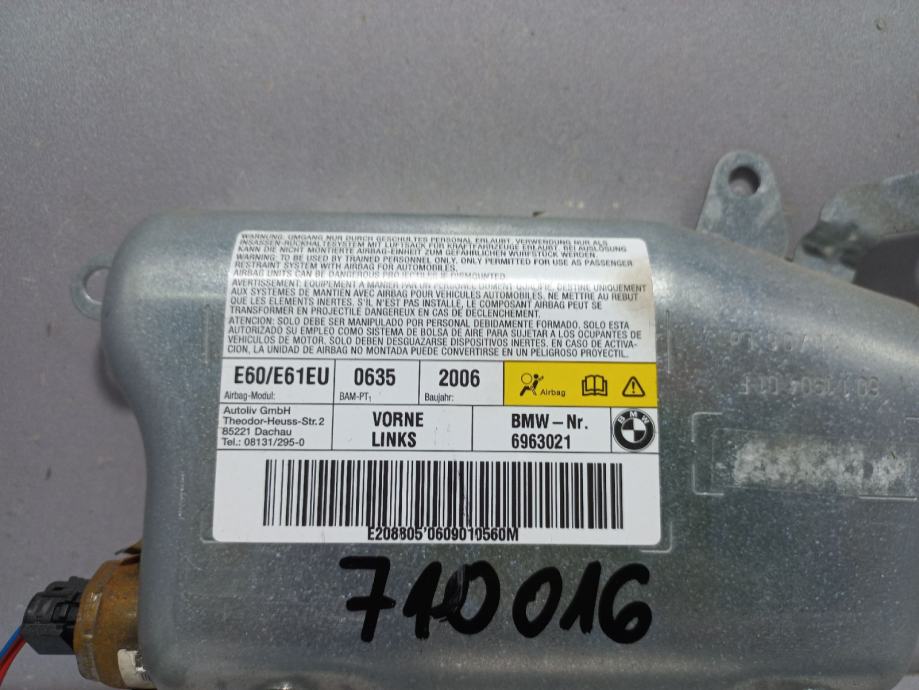 WARNUNG: UMGANG NUR DURCH GESCHULTES PERSONAL ERLAUBT. VERWENDUNG NUR ALS
INSASSEN-RÜCKHALTESYSTEM MIT LUFTSACK FÜR KRAFTFAHRZEUGE ERLAUBT. BEI AUSLÖSUNG
KANN DIE NICHT MONTIERTE AIRBAG-EINHEIT ZUM GEFÄHRLICHEN WURFSTÜCK WERDEN.
WARNING: TO BE USED BY TRAINED PERSONNEL ONLY. ONLY PERMITTED FOR USE AS PASSENGER
RESTRAINT SYSTEM WITH AIRBAG FOR AUTOMOBILES.
AIRBAG UNITS CAN BE DANGEROUS PROJECTILES IF DISMOUNTED.
AVERTISSEMENT: EQUIPEMENT A MANIER PAR UN PERSONNEMENT QUALIFIE, DESTINE UNIQUEMENT
AUX SYSTEMES DE MANTIEN AVEC AIRBAG POUR VEHICULES AUTOMOBILES. NE METTRE AU REBUT
QUE LES ELEMENTS INERTES. S'IL N'EST PAS INSTALLE, LE COMPOSANT AIRBAG PEUT SE
TRANSFORMER EN PROJECTILE DANGEREUX EN CAS DE DECLENCHEMENT.
ATENCION: SOLO DEBE SER MANIPULADO POR PERSONAL DEBIDAMENTE FORMADO. SOLO ESTA
AUTORIZADO SU EMPLEO COMO SISTEMA DE BOLSA DE AIRE PARA SUJETAR A LOS OCUPANTES DE
VEHICULOS DE MOTOR. SOLO DEBEN DESGUAZARSE DISPOSITIVOS INERTES. EN CASO DE ACTIVA-
CION, LA UNIDAD DE AIRBAG NO MONTADA PUEDE CONVERTIRSE EN UN PELIGROSO PROYECTIL.
E60/E61EU 0635 2006
Airbag-Modul: BAM-PT₁ Baujahr: Airbag
Autoliv GmbH
Theodor-Heuss-Str.2
85221 Dachau
Tel.: 08131/295-0
VORNE
LINKS
BMW-Nr.
6963021
BMW
E208805'0609010560M
710016